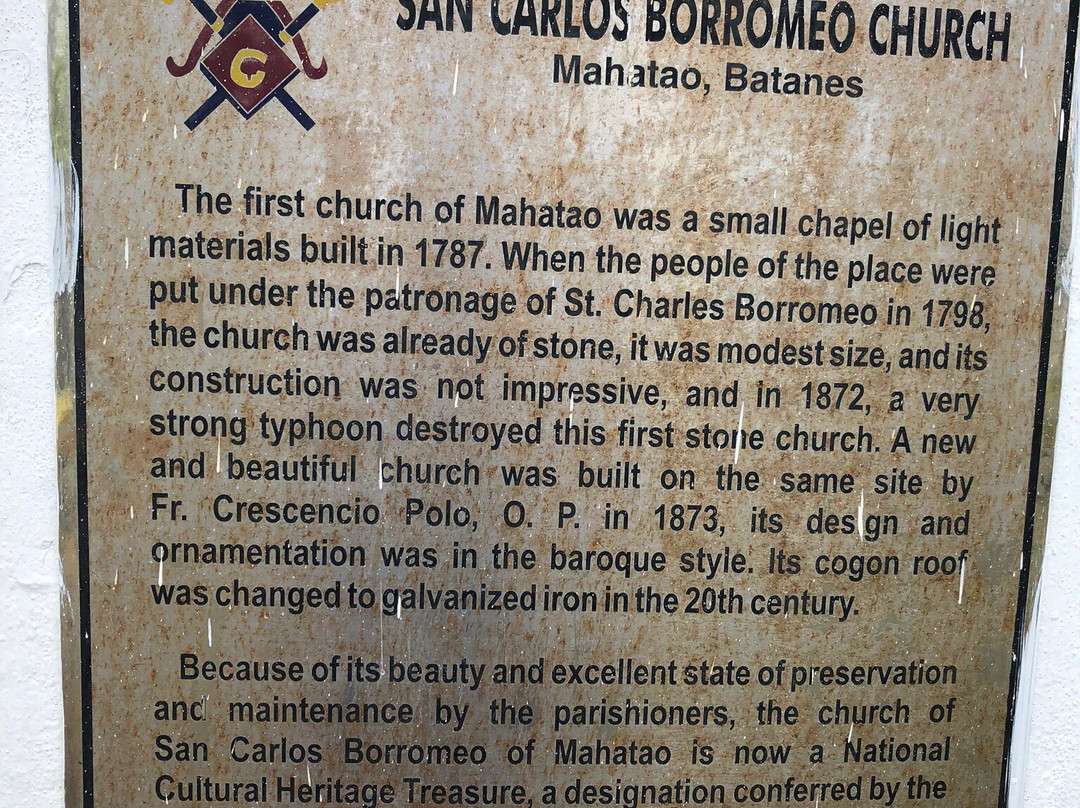 C
SAN CARLOS BORROMEO CHURCH
Mahatao, Batanes
The first church of Mahatao was a small chapel of light
materials built in 1787. When the people of the place were
put under the patronage of St. Charles Borromeo in 1798,
the church was already of stone, it was modest size, and its
construction was not impressive, and in 1872, a very
strong typhoon destroyed this first stone church. A new
and beautiful church was built on the same site by
Fr. Crescencio Polo, O. P. in 1873, its design and
ornamentation was in the baroque style. Its cogon roof
was changed to galvanized iron in the 20th century.
Because of its beauty and excellent state of preservation
and maintenance by the parishioners, the church of
San Carlos Borromeo of Mahatao is now a National
Cultural Heritage Treasure, a designation conferred by the